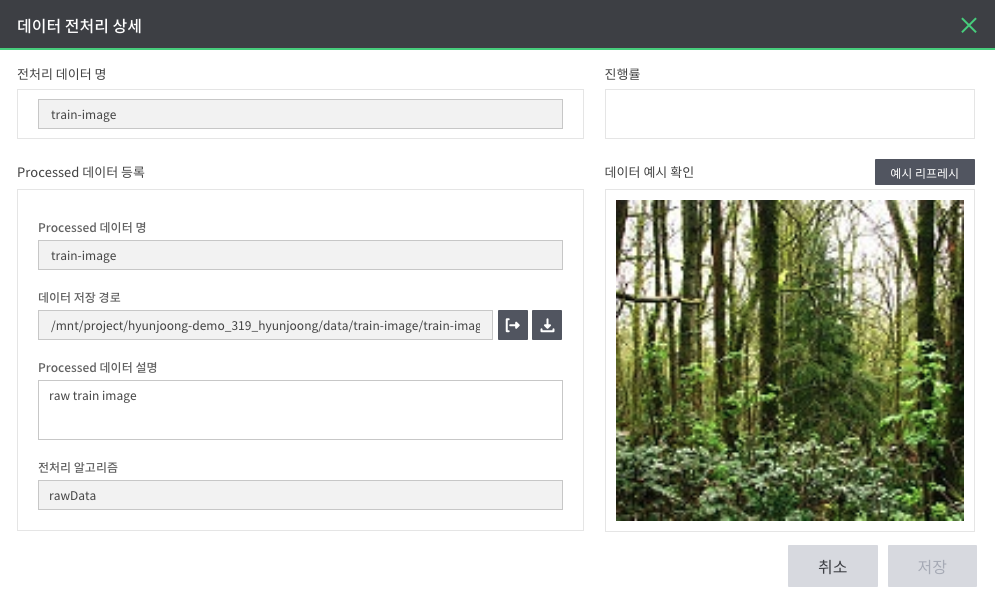 데이터 전처리 상세
전처리 데이터 명
train-image
진행률
Processed 데이터 등록
Processed 데이터 명
train-image
데이터 저장 경로
/mnt/project/hyunjoong-demo_319_hyunjoong/data/train-image/train-imag
Processed 데이터 설명
raw train image
전처리 알고리즘
rawData
데이터 예시 확인
예시 리프레시
취소
저장